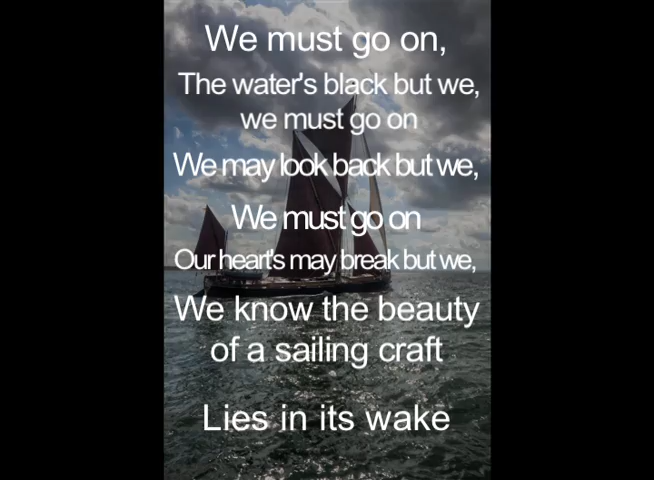 We must go on,
The water's black but we,
we must go on
We may look back but we,
We must go on
Our heart's may break but we,
We know the beauty
of a sailing craft
Lies in its wake